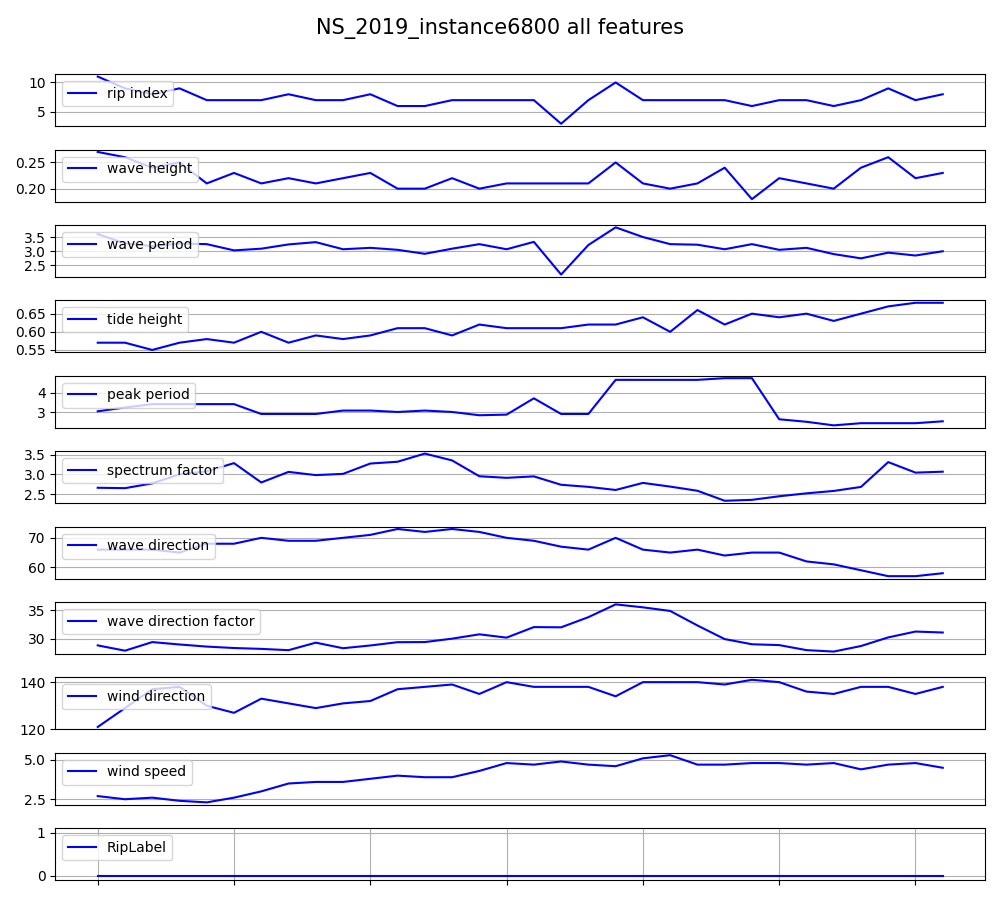 NS_2019_instance6800 all features
10
5
rip index
0.25
0.20
wave height
3.5
3.0
2.5
wave period
0.65
0.60
0.55
tide height
4
3
peak period
3.5
3.0
2.5
spectrum factor
70
60
wave direction
35
30
wave direction factor
140
120
wind direction
5.0
2.5
wind speed
1
0
RipLabel